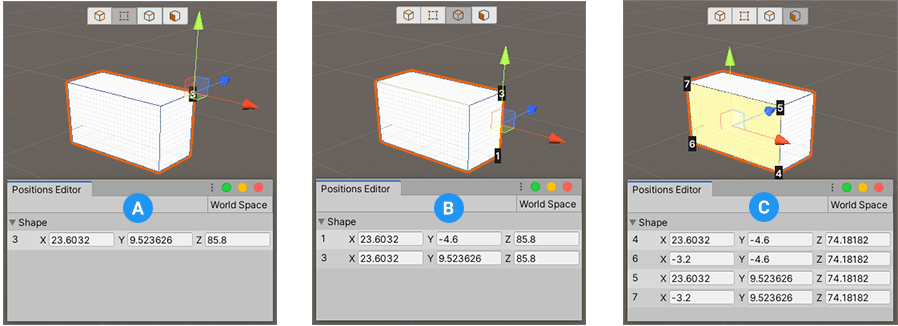 3
Positions Editor
A
World Space
Shape
3 X 23.6032 Y 9.523626 Z 85.8
3
1
Positions Editor
B
World Space
Shape
1 X 23.6032 Y -4.6 Z 85.8
3 X 23.6032 Y 9.523626 Z 85.8
7
5
6
4
Positions Editor
C
World Space
Shape
4 X 23.6032 Y -4.6 Z 74.18182
6 X -3.2 Y -4.6 Z 74.18182
5 X 23.6032 Y 9.523626 Z 74.18182
7 X -3.2 Y 9.523626 Z 74.18182